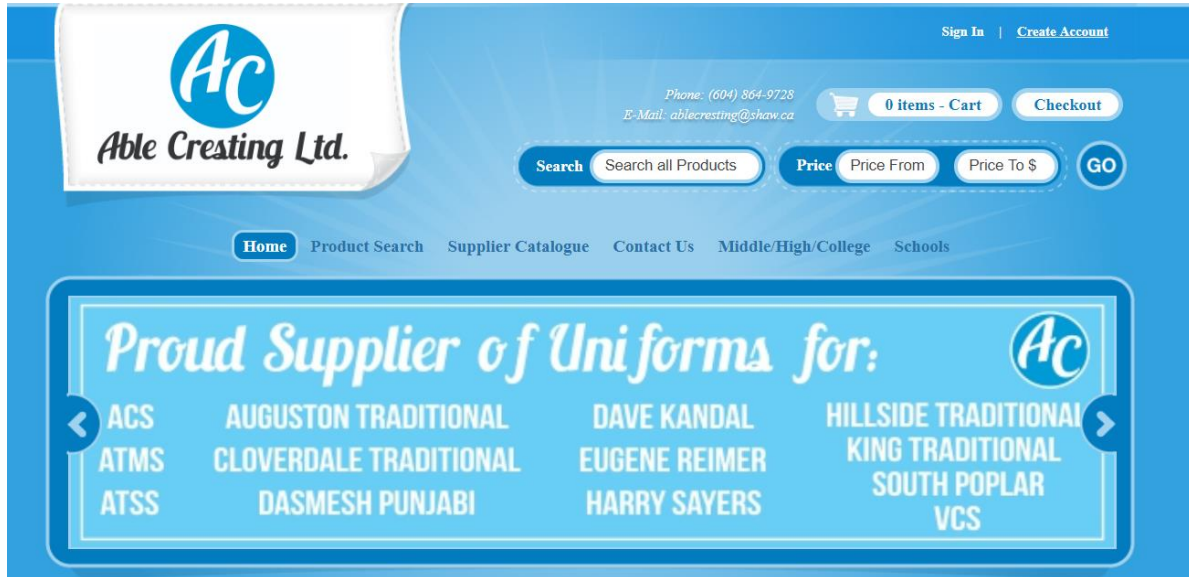 Sign In | Create Account
AC
Able Cresting Ltd.
Phone: (604) 864-9728
E-Mail: ablecresting@shaw.ca
0 items - Cart
Checkout
Search Search all Products
Price Price From Price To $
GO
Home Product Search Supplier Catalogue Contact Us Middle/High/College Schools
Proud Supplier of Uniforms for:
AC
ACS
ATMS
ATSS
AUGUSTON TRADITIONAL
CLOVERDALE TRADITIONAL
DASMESH PUNJABI
DAVE KANDAL
EUGENE REIMER
HARRY SAYERS
HILLSIDE TRADITIONAL
KING TRADITIONAL
SOUTH POPLAR
VCS